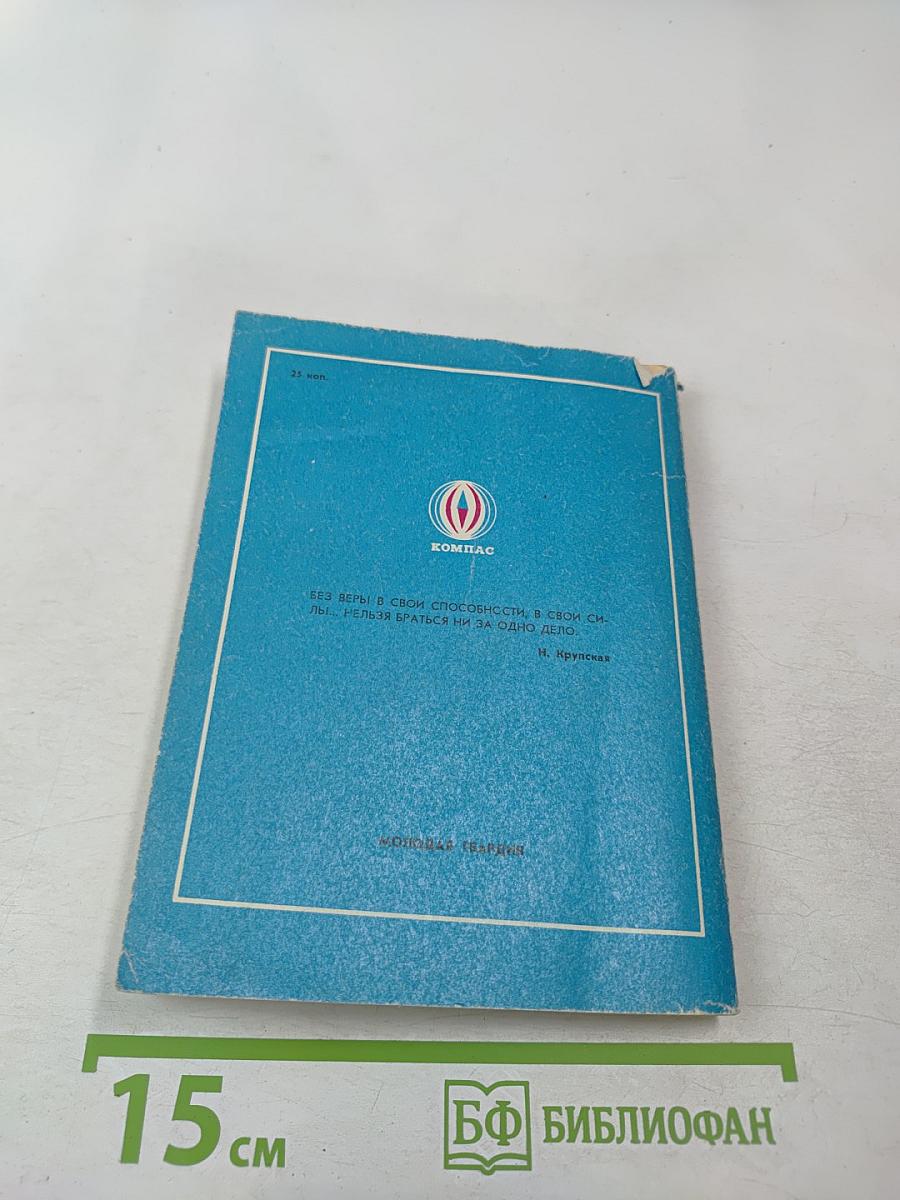 25 коп.
КОМПАС
БЕЗ ВЕРЫ В СВОИ СПОСОБНОСТИ, В СВОИ СИ-
ЛЫ... НЕЛЬЗЯ БРАТЬСЯ НИ ЗА ОДНО ДЕЛО.
Н. Крупская
МОЛОДАЯ ГВАРДИЯ
15 см
БФ БИБЛИОФАН